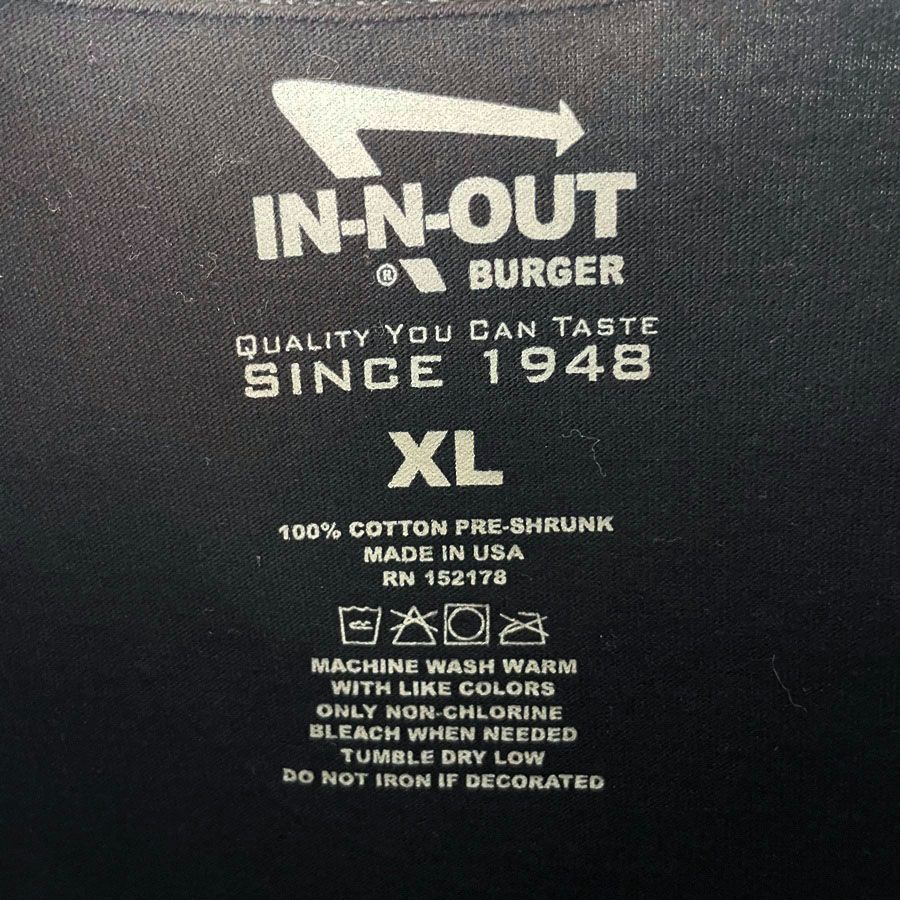 IN-N-OUT
® BURGER
QUALITY YOU CAN TASTE
SINCE 1948
XL
100% COTTON PRE-SHRUNK
MADE IN USA
RN 152178
MACHINE WASH WARM
WITH LIKE COLORS
ONLY NON-CHLORINE
BLEACH WHEN NEEDED
TUMBLE DRY LOW
DO NOT IRON IF DECORATED